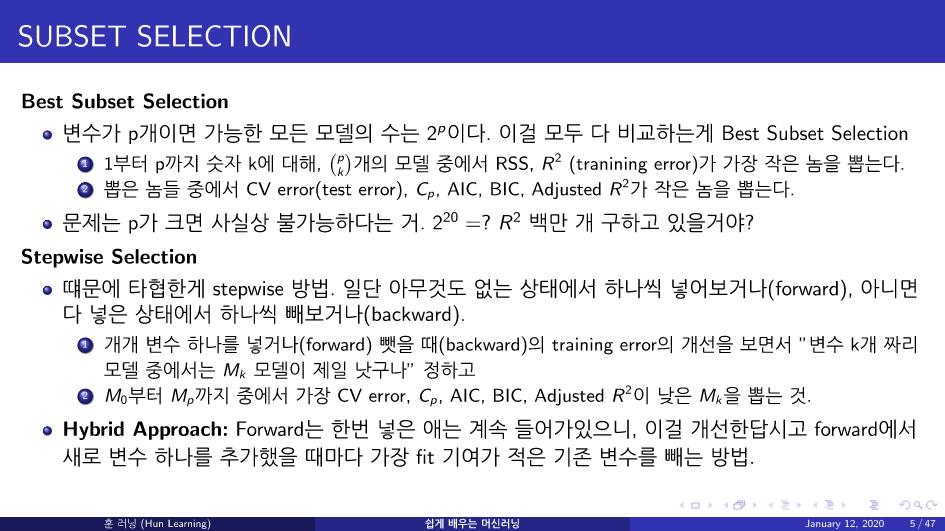 SUBSET SELECTION
Best Subset Selection
변수가 p개이면 가능한 모든 모델의 수는 2^p이다. 이걸 모두 다 비교하는게 Best Subset Selection
1 1부터 p까지 숫자 k에 대해, (p k)개의 모델 중에서 RSS, R² (tranining error)가 가장 작은 놈을 뽑는다.
2 뽑은 놈들 중에서 CV error(test error), C_p, AIC, BIC, Adjusted R²가 작은 놈을 뽑는다.
문제는 p가 크면 사실상 불가능하다는 거. 2^20 =? R² 백만 개 구하고 있을거야?
Stepwise Selection
떄문에 타협한게 stepwise 방법. 일단 아무것도 없는 상태에서 하나씩 넣어보거나(forward), 아니면
다 넣은 상태에서 하나씩 빼보거나(backward).
1 개개 변수 하나를 넣거나(forward) 뺏을 때(backward)의 training error의 개선을 보면서 "변수 k개 짜리
모델 중에서는 M_k 모델이 제일 낫구나" 정하고
2 M_0부터 M_p까지 중에서 가장 CV error, C_p, AIC, BIC, Adjusted R²이 낮은 M_k을 뽑는 것.
Hybrid Approach: Forward는 한번 넣은 애는 계속 들어가있으니, 이걸 개선한답시고 forward에서
새로 변수 하나를 추가했을 때마다 가장 fit 기여가 적은 기존 변수를 빼는 방법.
훈 러닝 (Hun Learning) 쉽게 배우는 머신러닝 January 12, 2020 5 / 47